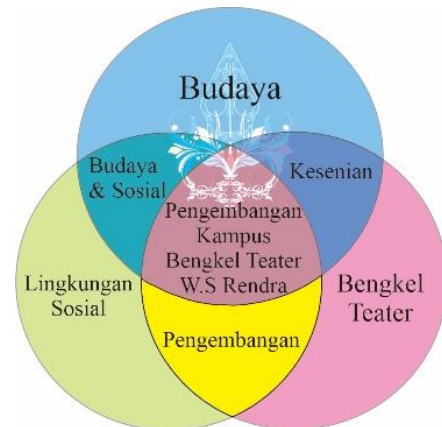 Budaya
Budaya
& Sosial
Kesenian
Pengembangan
Kampus
Bengkel Teater
W.S Rendra
Lingkungan
Sosial
Bengkel
Teater
Pengembangan